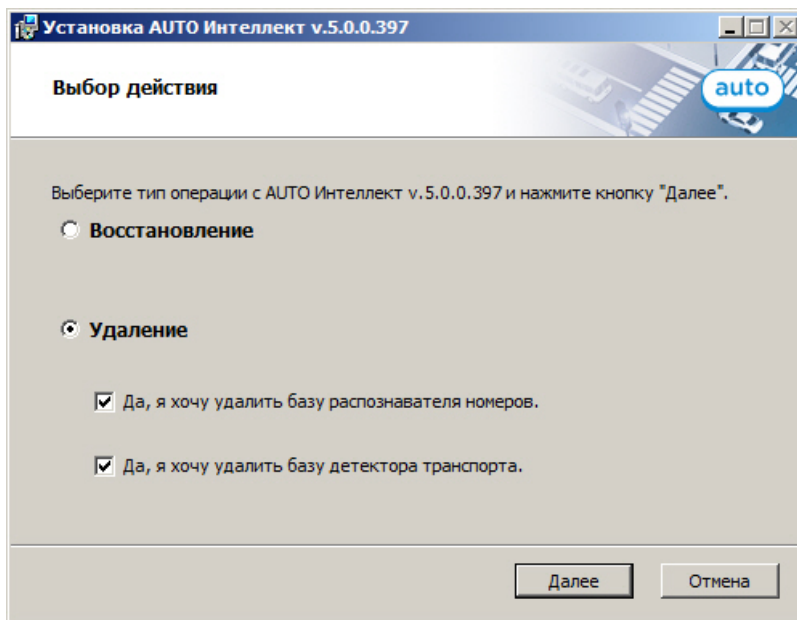 Установка AUTO Интеллект v.5.0.0.397
Выбор действия
auto
Выберите тип операции с AUTO Интеллект v.5.0.0.397 и нажмите кнопку "Далее".
Восстановление
Удаление
Да, я хочу удалить базу распознавателя номеров.
Да, я хочу удалить базу детектора транспорта.
Далее
Отмена